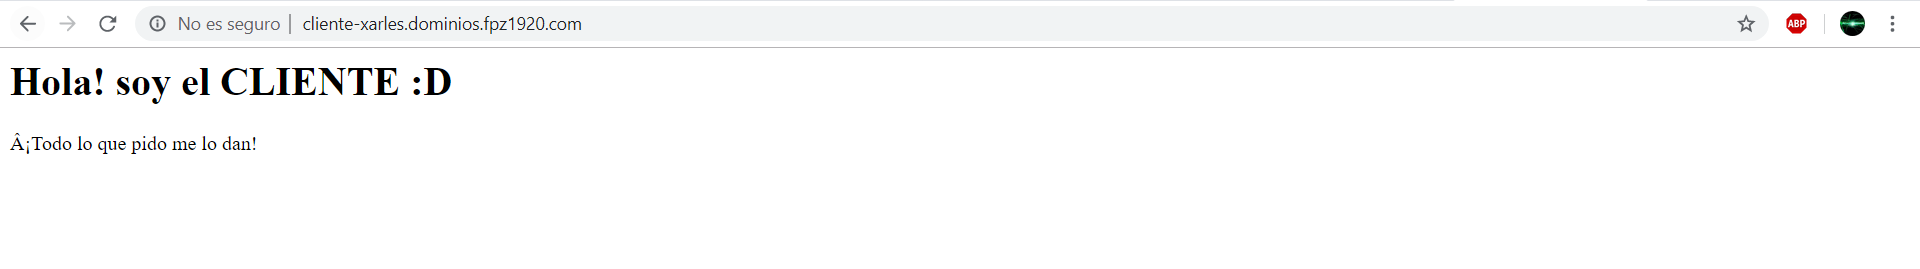 No es seguro | cliente-xarles.dominios.fpz1920.com
ABP
Hola! soy el CLIENTE :D
Â¡Todo lo que pido me lo dan!